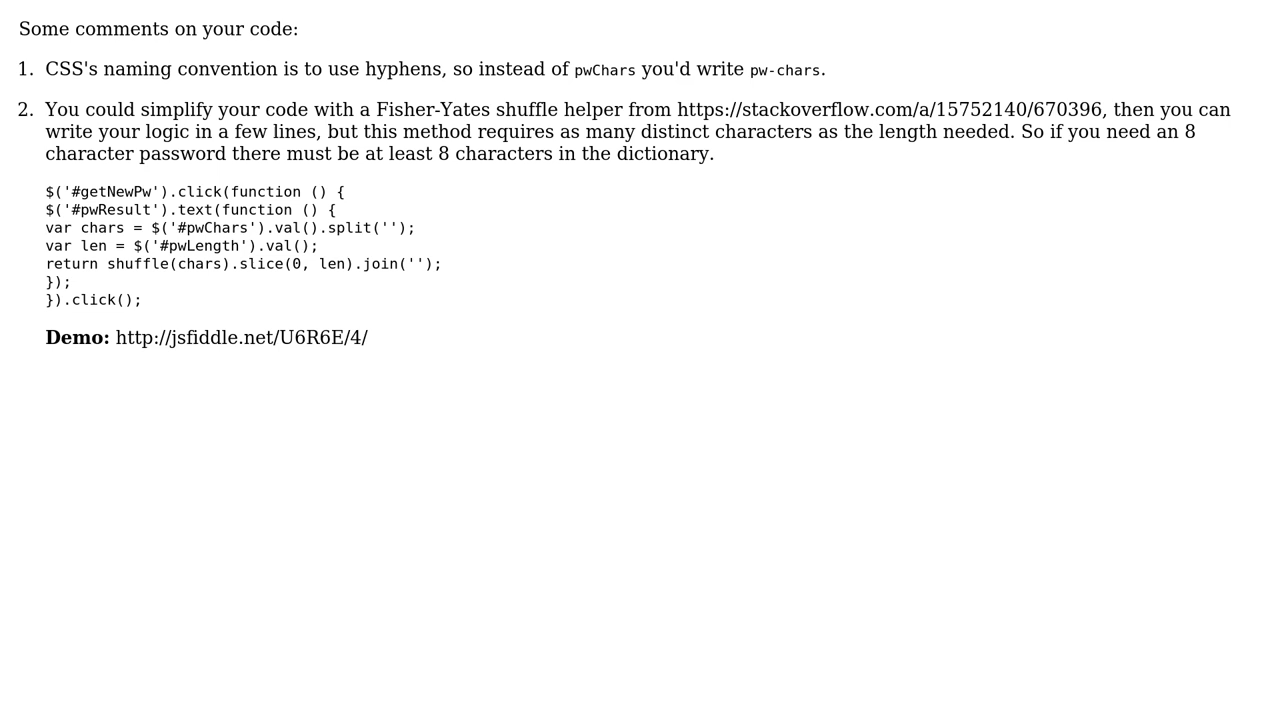 Some comments on your code:
1. CSS's naming convention is to use hyphens, so instead of pwChars you'd write pw-chars.
2. You could simplify your code with a Fisher-Yates shuffle helper from https://stackoverflow.com/a/15752140/670396, then you can
write your logic in a few lines, but this method requires as many distinct characters as the length needed. So if you need an 8
character password there must be at least 8 characters in the dictionary.
$('#getNewPw').click(function () {
$('#pwResult').text(function () {
var chars = $('#pwChars').val().split('');
var len = $('#pwLength').val();
return shuffle(chars).slice(0, len).join('');
});
}).click();
Demo: http://jsfiddle.net/U6R6E/4/